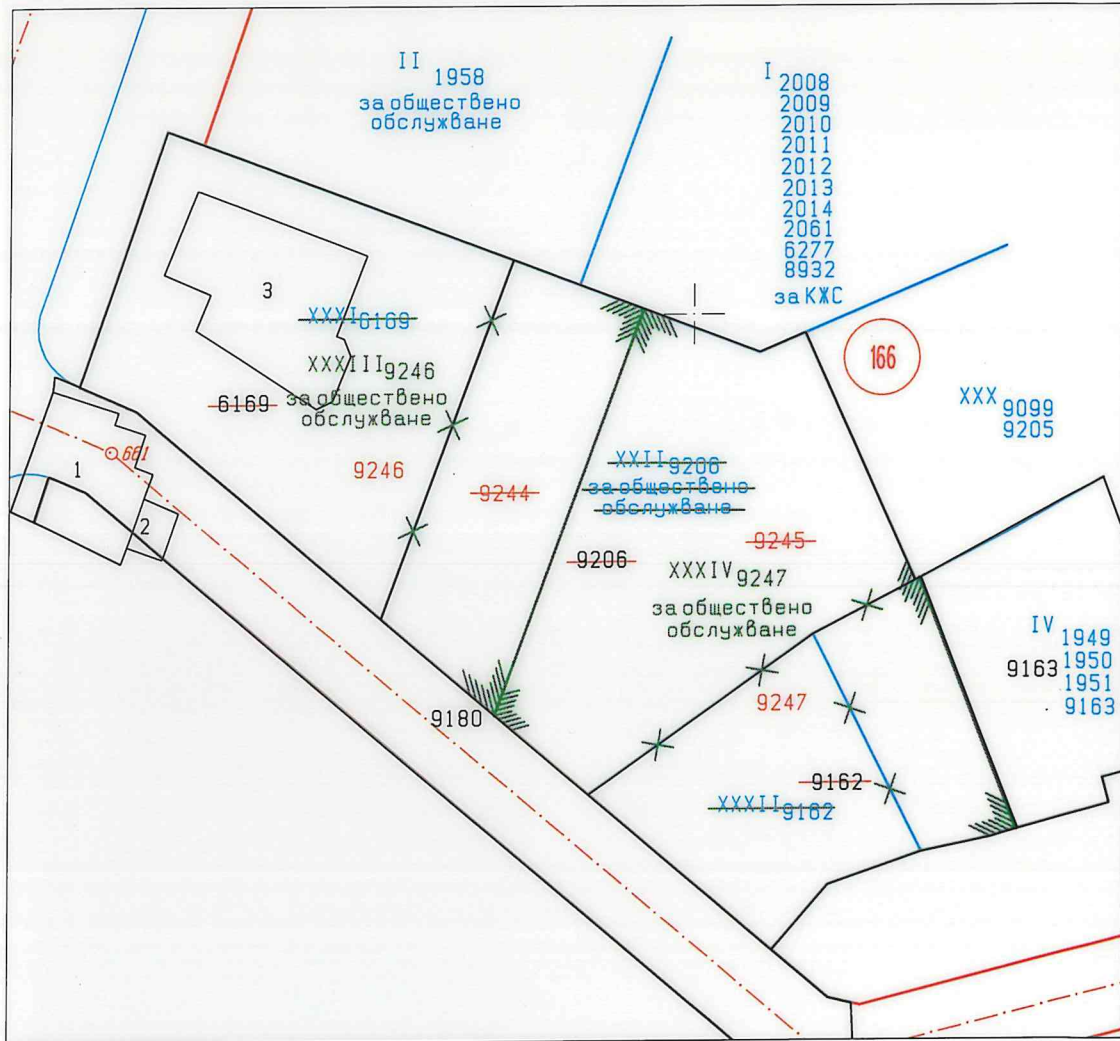 II 1958
за обществено
обслужване
I 2008
2009
2010
2011
2012
2013
2014
2061
6277
8932
за КЖС
3
XXXI 6169
XXXIII 9246
за обществено
обслужване
6169
9246
661
1
2
9244
166
XXX 9099
9205
XXII 9206
за обществено
обслужване
9206
9245
XXXIV 9247
за обществено
обслужване
IV 1949
9163 1950
1951
9163
9247
9180
9162
XXXII 9162